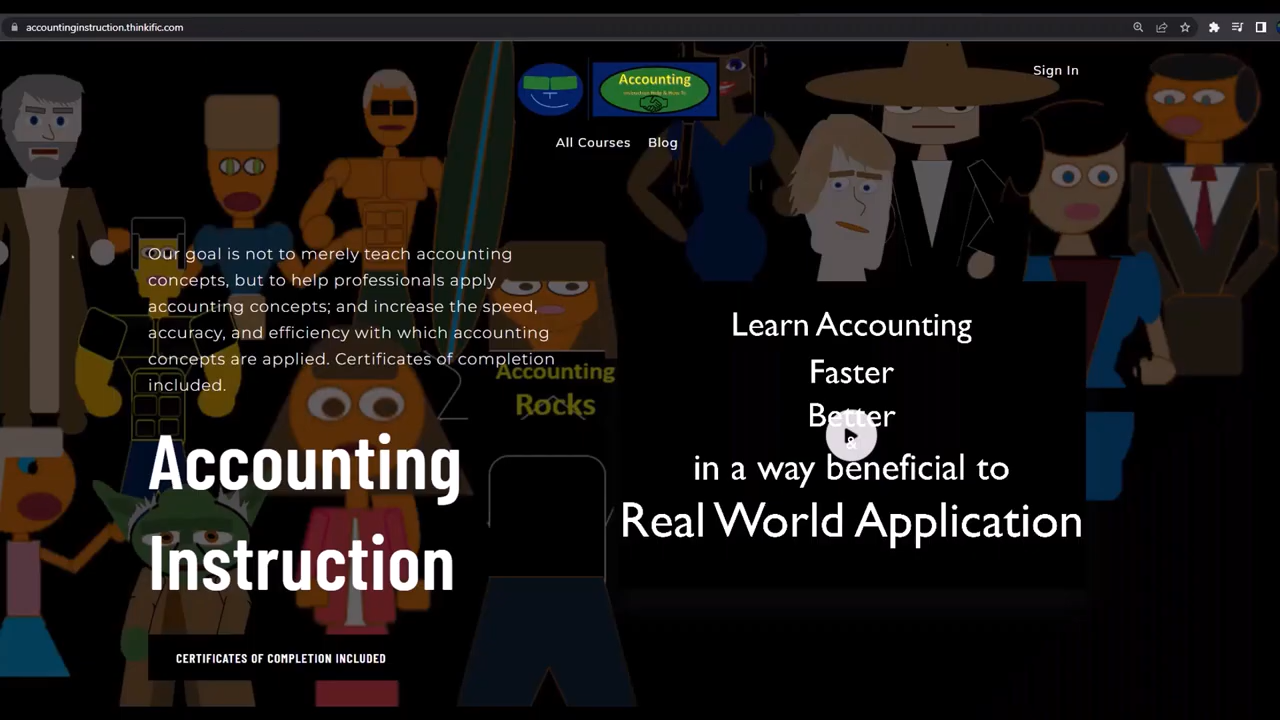 accountinginstruction.thinkific.com
Sign In
Accounting
All Courses
Blog
Our goal is not to merely teach accounting
concepts, but to help professionals apply
accounting concepts; and increase the speed,
accuracy, and efficiency with which accounting
concepts are applied. Certificates of completion
included.
Accounting
Rocks
Learn Accounting
Faster
Better
&
in a way beneficial to
Real World Application
Accounting
Instruction
CERTIFICATES OF COMPLETION INCLUDED